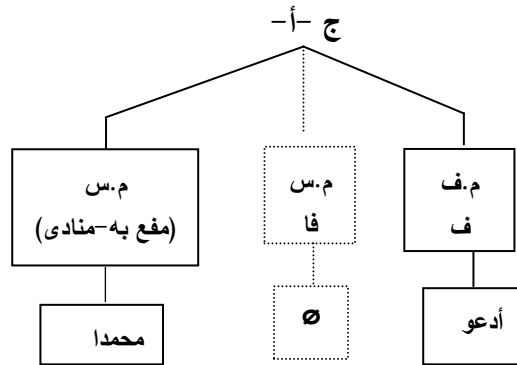 ج -أ-
م.ف
ف
م.س
فا
م.س
(مفع به-منادى)
أدعو
ø
محمدا